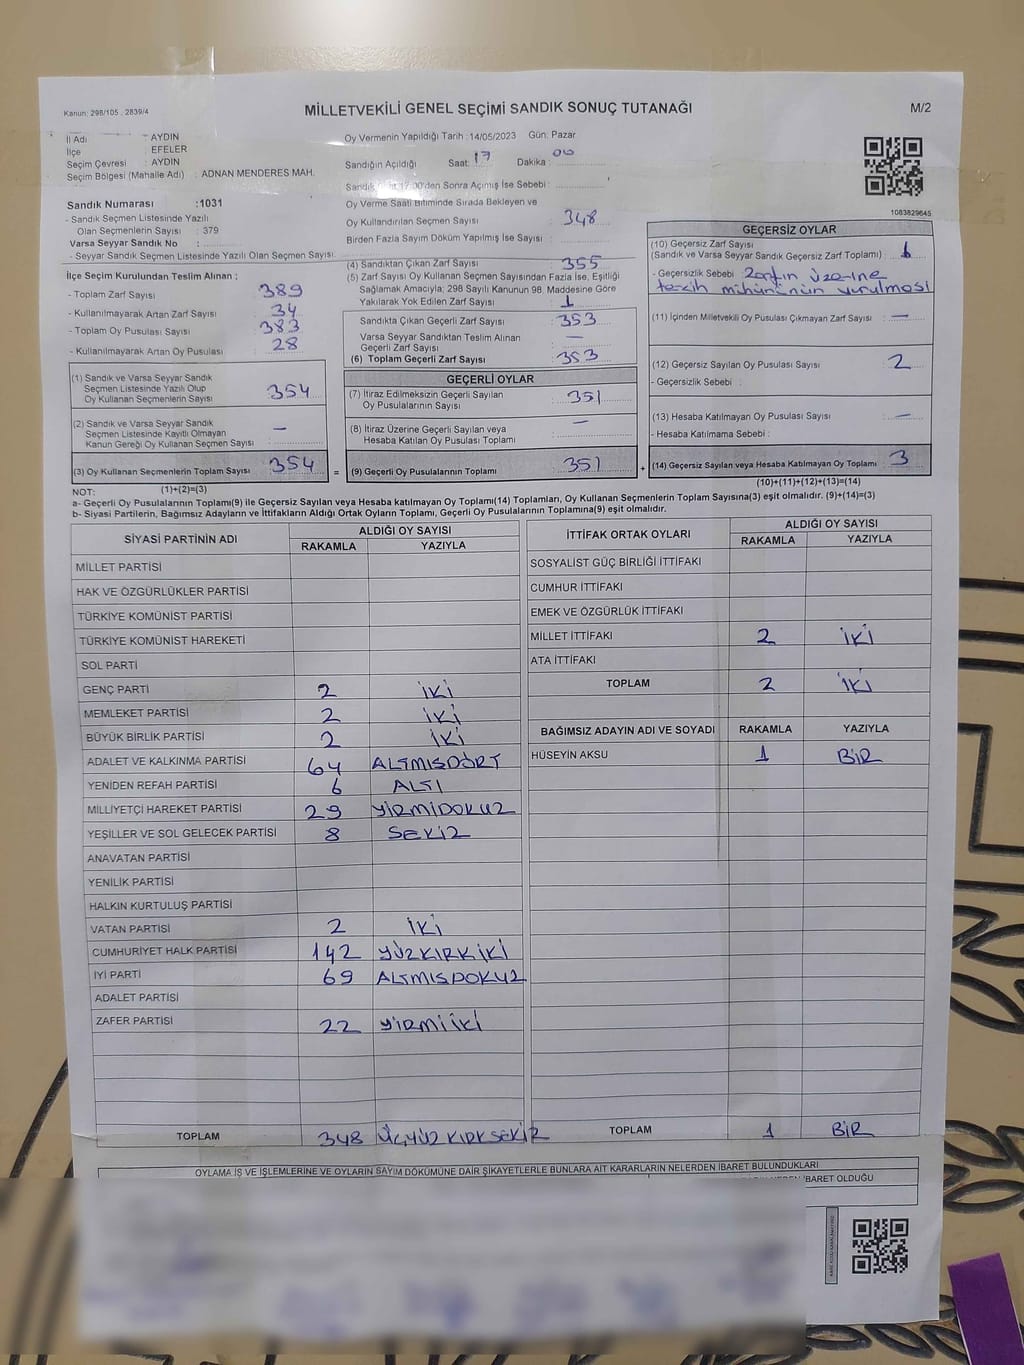 Kanun: 298/105 , 2839/4
MİLLETVEKİLİ GENEL SEÇİMİ SANDIK SONUÇ TUTANAĞI
M/2
İl Adı : AYDIN
İlçe : EFELER
Seçim Çevresi : AYDIN
Seçim Bölgesi (Mahalle Adı) : ADNAN MENDERES MAH.
Sandık Numarası :1031
- Sandık Seçmen Listesinde Yazılı
Olan Seçmenlerin Sayısı : 379
Varsa Seyyar Sandık No :
- Seyyar Sandık Seçmen Listesinde Yazılı Olan Seçmen Sayısı
İlçe Seçim Kurulundan Teslim Alınan :
- Toplam Zarf Sayısı : 389
- Kullanılmayarak Artan Zarf Sayısı : 34
- Toplam Oy Pusulası Sayısı : 383
- Kullanılmayarak Artan Oy Pusulası : 28
(1) Sandık ve Varsa Seyyar Sandık
Seçmen Listesinde Yazılı Olup
Oy Kullanan Seçmenlerin Sayısı : 354
(2) Sandık ve Varsa Seyyar Sandık
Seçmen Listesinde Kayıtlı Olmayan
Kanun Gereği Oy Kullanan Seçmen Sayısı : —
(3) Oy Kullanan Seçmenlerin Toplam Sayısı : 354 =
(1)+(2)=(3)
Oy Vermenin Yapıldığı Tarih :14/05/2023 Gün: Pazar
Sandığın Açıldığı Saat: 17 Dakika : 00
17:00'den Sonra Açılmış İse Sebebi :
Oy Verme Saati Bitiminde Sırada Bekleyen ve
Oy Kullandırılan Seçmen Sayısı : 348
Birden Fazla Sayım Döküm Yapılmış İse Sayısı :
(4) Sandıktan Çıkan Zarf Sayısı : 355
(5) Zarf Sayısı Oy Kullanan Seçmen Sayısından Fazla İse, Eşitliği
Sağlamak Amacıyla; 298 Sayılı Kanunun 98. Maddesine Göre
Yakılarak Yok Edilen Zarf Sayısı : 1
Sandıkta Çıkan Geçerli Zarf Sayısı : 353
Varsa Seyyar Sandıktan Teslim Alınan
Geçerli Zarf Sayısı : —
(6) Toplam Geçerli Zarf Sayısı : 353
GEÇERLİ OYLAR
(7) İtiraz Edilmeksizin Geçerli Sayılan
Oy Pusulalarının Sayısı : 351
(8) İtiraz Üzerine Geçerli Sayılan veya
Hesaba Katılan Oy Pusulası Toplamı : —
(9) Geçerli Oy Pusulalarının Toplamı : 351 +
1083829645
GEÇERSİZ OYLAR
(10) Geçersiz Zarf Sayısı
(Sandık ve Varsa Seyyar Sandık Geçersiz Zarf Toplamı) :
- Geçersizlik Sebebi : Zarfın üzerine
tercih mührünün vurulması
(11) İçinden Milletvekili Oy Pusulası Çıkmayan Zarf Sayısı : —
(12) Geçersiz Sayılan Oy Pusulası Sayısı : 2
- Geçersizlik Sebebi :
(13) Hesaba Katılmayan Oy Pusulası Sayısı : —
- Hesaba Katılmama Sebebi :
(14) Geçersiz Sayılan veya Hesaba Katılmayan Oy Toplamı : 3
(10)+(11)+(12)+(13)=(14)
NOT:
a- Geçerli Oy Pusulalarının Toplamı(9) ile Geçersiz Sayılan veya Hesaba katılmayan Oy Toplamı(14) Toplamları, Oy Kullanan Seçmenlerin Toplam Sayısına(3) eşit olmalıdır. (9)+(14)=(3)
b- Siyasi Partilerin, Bağımsız Adayların ve İttifakların Aldığı Ortak Oyların Toplamı, Geçerli Oy Pusulalarının Toplamına(9) eşit olmalıdır.
SİYASİ PARTİNİN ADI ALDIĞI OY SAYISI
RAKAMLA YAZIYLA
MİLLET PARTİSİ
HAK VE ÖZGÜRLÜKLER PARTİSİ
TÜRKİYE KOMÜNİST PARTİSİ
TÜRKİYE KOMÜNİST HAREKETİ
SOL PARTİ
GENÇ PARTİ 2 İKİ
MEMLEKET PARTİSİ 2 İKİ
BÜYÜK BİRLİK PARTİSİ 2 İKİ
ADALET VE KALKINMA PARTİSİ 64 ALTMIŞDÖRT
YENİDEN REFAH PARTİSİ 6 ALTI
MİLLİYETÇİ HAREKET PARTİSİ 29 YİRMİDOKUZ
YEŞİLLER VE SOL GELECEK PARTİSİ 8 SEKİZ
ANAVATAN PARTİSİ
YENİLİK PARTİSİ
HALKIN KURTULUŞ PARTİSİ
VATAN PARTİSİ 2 İKİ
CUMHURİYET HALK PARTİSİ 142 YÜZKIRKİKİ
İYİ PARTİ 69 ALTMIŞDOKUZ
ADALET PARTİSİ
ZAFER PARTİSİ 22 YİRMİİKİ
TOPLAM 348 ÜÇYÜZKIRKSEKİZ
İTTİFAK ORTAK OYLARI ALDIĞI OY SAYISI
RAKAMLA YAZIYLA
SOSYALİST GÜÇ BİRLİĞİ İTTİFAKI
CUMHUR İTTİFAKI
EMEK VE ÖZGÜRLÜK İTTİFAKI
MİLLET İTTİFAKI 2 İKİ
ATA İTTİFAKI
TOPLAM 2 İKİ
BAĞIMSIZ ADAYIN ADI VE SOYADI RAKAMLA YAZIYLA
HÜSEYİN AKSU 1 BİR
TOPLAM 1 BİR
OYLAMA İŞ VE İŞLEMLERİNE VE OYLARIN SAYIM DÖKÜMÜNE DAİR ŞİKAYETLERLE BUNLARA AİT KARARLARIN NELERDEN İBARET BULUNDUKLARI
İBARET OLDUĞU